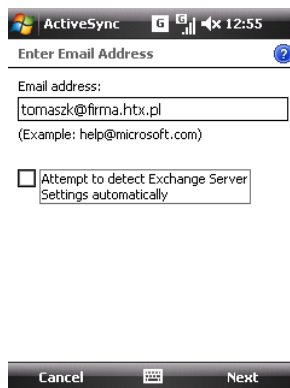 ActiveSync G G 12:55
Enter Email Address ?
Email address:
tomaszk@firma.htx.pl
(Example: help@microsoft.com)
Attempt to detect Exchange Server
Settings automatically
Cancel Next